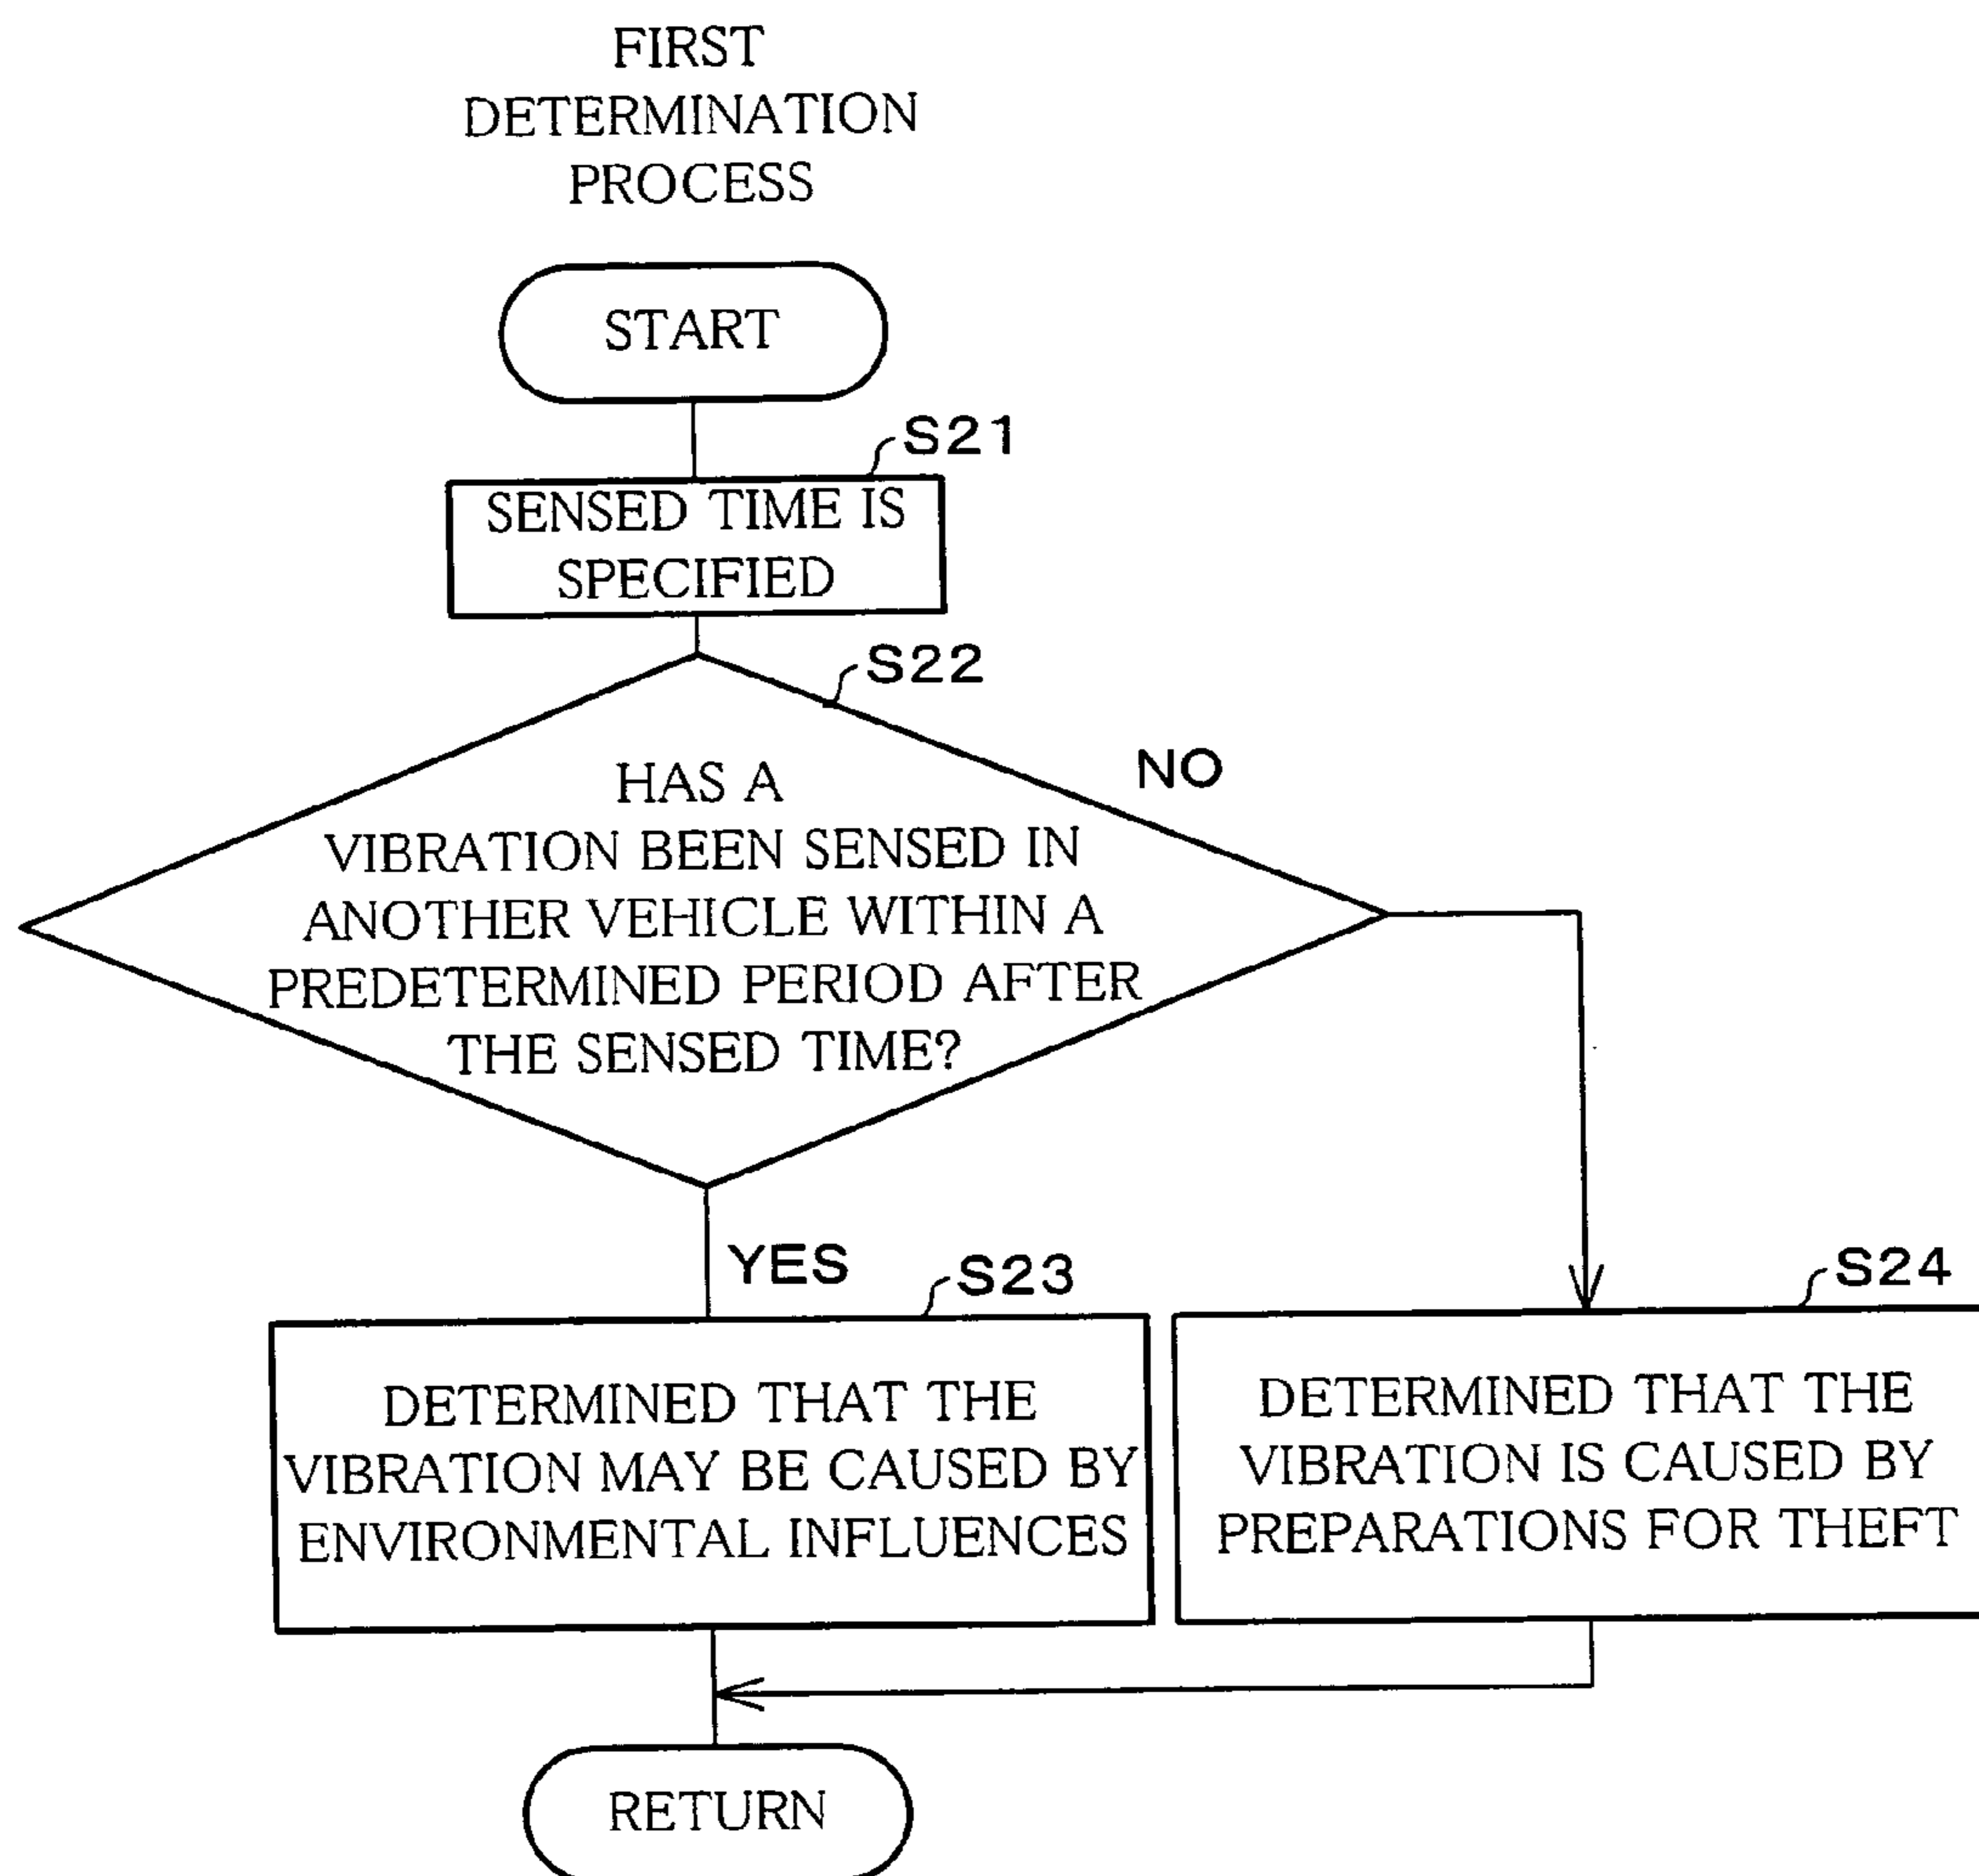 FIRST
DETERMINATION
PROCESS
START
S21
SENSED TIME IS
SPECIFIED
S22
HAS A
VIBRATION BEEN SENSED IN
ANOTHER VEHICLE WITHIN A
PREDETERMINED PERIOD AFTER
THE SENSED TIME?
NO
YES
S23
DETERMINED THAT THE
VIBRATION MAY BE CAUSED BY
ENVIRONMENTAL INFLUENCES
S24
DETERMINED THAT THE
VIBRATION IS CAUSED BY
PREPARATIONS FOR THEFT
RETURN